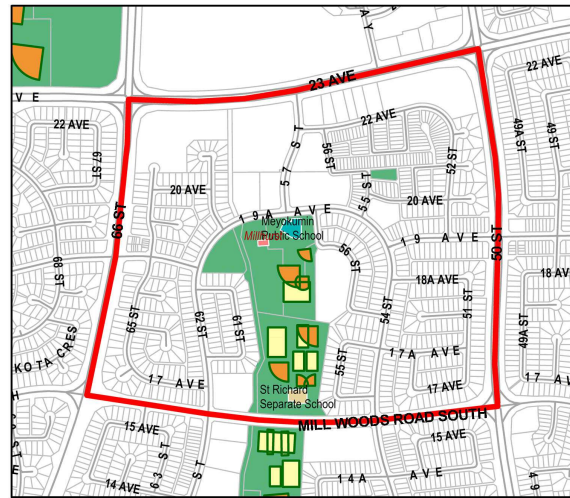 A Y
23 AVE
22 AVE
V E
22 AVE
22 AVE
49A ST
49 ST
67 ST
57 ST
56 ST
52 ST
20 AVE
55 ST
20 AVE
19A AVE
Meyokumin
Public School
66 ST
19 AVE
50 ST
56 ST
68 ST
18A AVE
18 AVE
65 ST
62 ST
61 ST
54 ST
51 ST
49A ST
KOTA CRES
17A AVE
55 ST
17 AVE
17 AVE
17
St Richard
Separate School
H
MILL WOODS ROAD SOUTH
15 AVE
63 ST
ST
15 AVE
14 AVE
14A AVE
49